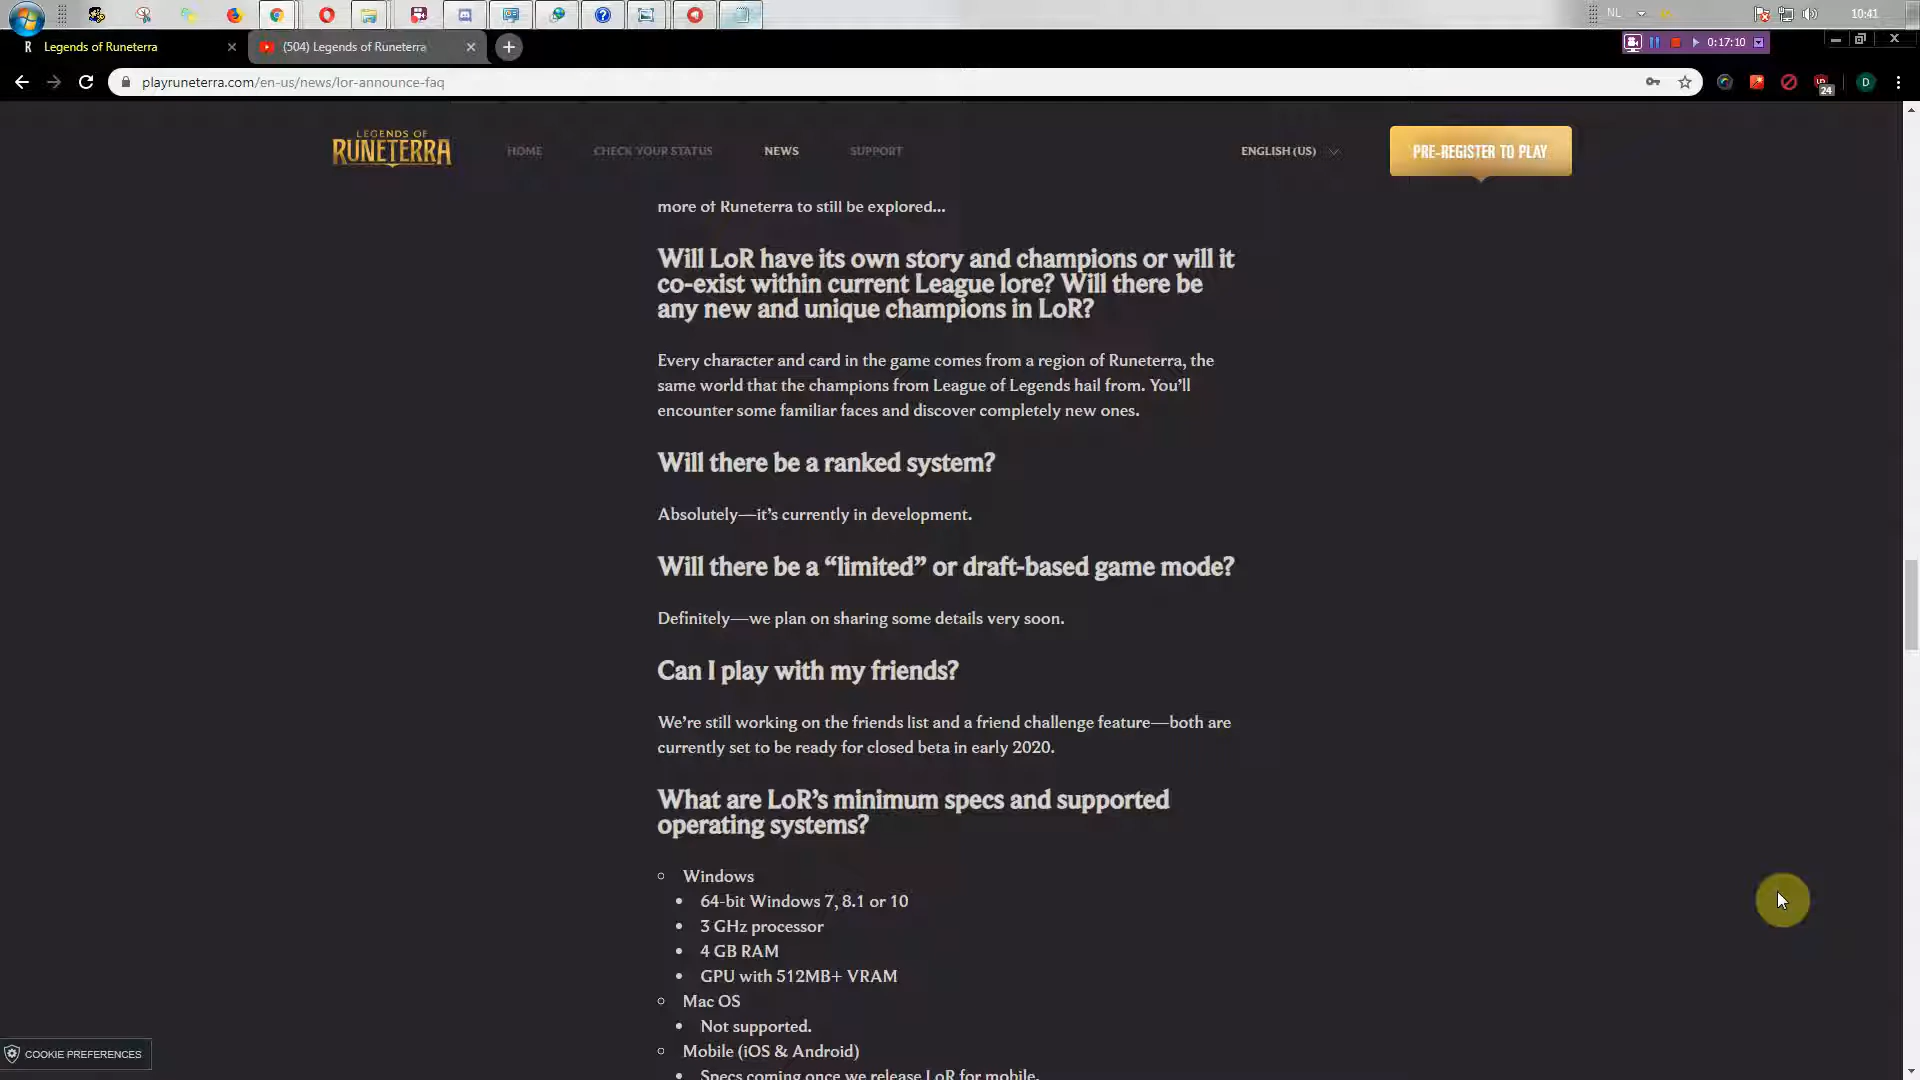 NL
10:41
Legends of Runeterra
(504) Legends of Runeterra
0:17:10
playruneterra.com/en-us/news/lor-announce-faq
24
D
LEGENDS OF
RUNETERRA
HOME
CHECK YOUR STATUS
NEWS
SUPPORT
ENGLISH (US)
PRE-REGISTER TO PLAY
more of Runeterra to still be explored...
Will LoR have its own story and champions or will it
co-exist within current League lore? Will there be
any new and unique champions in LoR?
Every character and card in the game comes from a region of Runeterra, the
same world that the champions from League of Legends hail from. You’ll
encounter some familiar faces and discover completely new ones.
Will there be a ranked system?
Absolutely—it’s currently in development.
Will there be a “limited” or draft-based game mode?
Definitely—we plan on sharing some details very soon.
Can I play with my friends?
We’re still working on the friends list and a friend challenge feature—both are
currently set to be ready for closed beta in early 2020.
What are LoR’s minimum specs and supported
operating systems?
Windows
64-bit Windows 7, 8.1 or 10
3 GHz processor
4 GB RAM
GPU with 512MB+ VRAM
Mac OS
Not supported.
Mobile (iOS & Android)
Specs coming once we release LoR for mobile.
COOKIE PREFERENCES